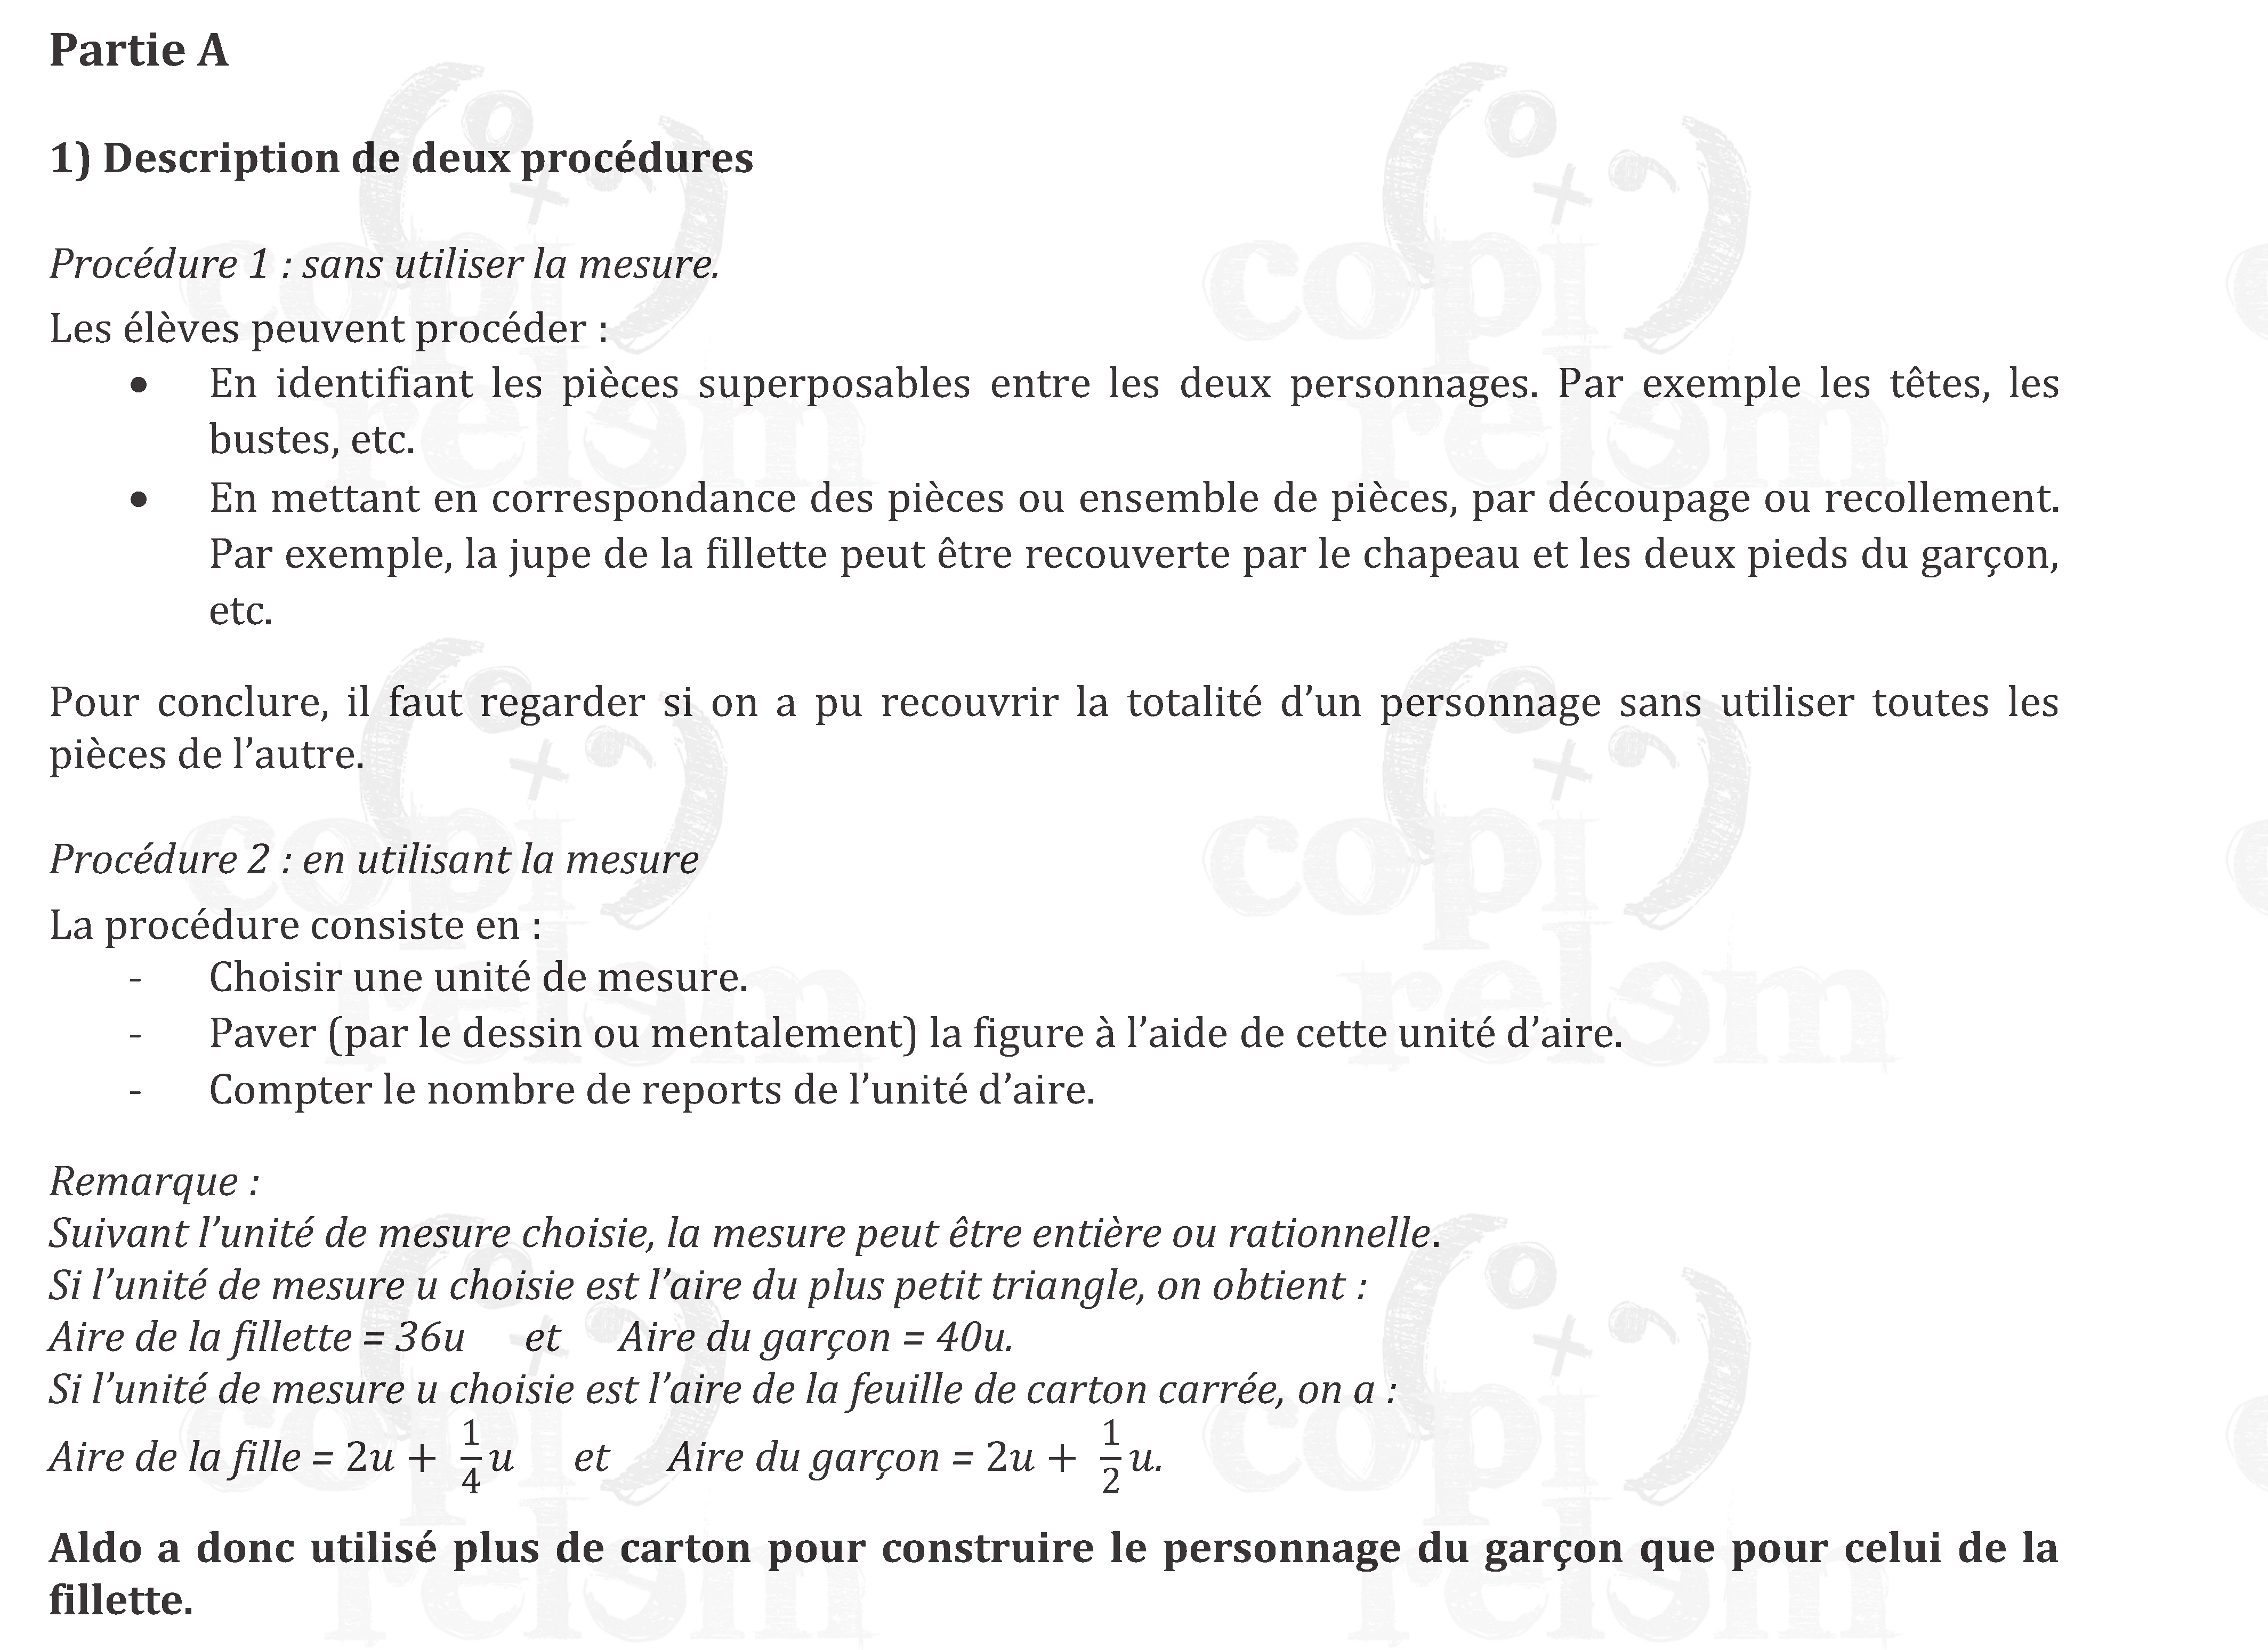 Partie A
1) Description de deux procédures
Procédure 1 : sans utiliser la mesure.
Les élèves peuvent procéder :
• En identifiant les pièces superposables entre les deux personnages. Par exemple les têtes, les
bustes, etc.
• En mettant en correspondance des pièces ou ensemble de pièces, par découpage ou recollement.
Par exemple, la jupe de la fillette peut être recouverte par le chapeau et les deux pieds du garçon,
etc.
Pour conclure, il faut regarder si on a pu recouvrir la totalité d’un personnage sans utiliser toutes les
pièces de l’autre.
Procédure 2 : en utilisant la mesure
La procédure consiste en :
- Choisir une unité de mesure.
- Paver (par le dessin ou mentalement) la figure à l’aide de cette unité d’aire.
- Compter le nombre de reports de l’unité d’aire.
Remarque :
Suivant l’unité de mesure choisie, la mesure peut être entière ou rationnelle.
Si l’unité de mesure u choisie est l’aire du plus petit triangle, on obtient :
Aire de la fillette = 36u et Aire du garçon = 40u.
Si l’unité de mesure u choisie est l’aire de la feuille de carton carrée, on a :
Aire de la fille = 2u + 1/4 u et Aire du garçon = 2u + 1/2 u.
Aldo a donc utilisé plus de carton pour construire le personnage du garçon que pour celui de la
fillette.